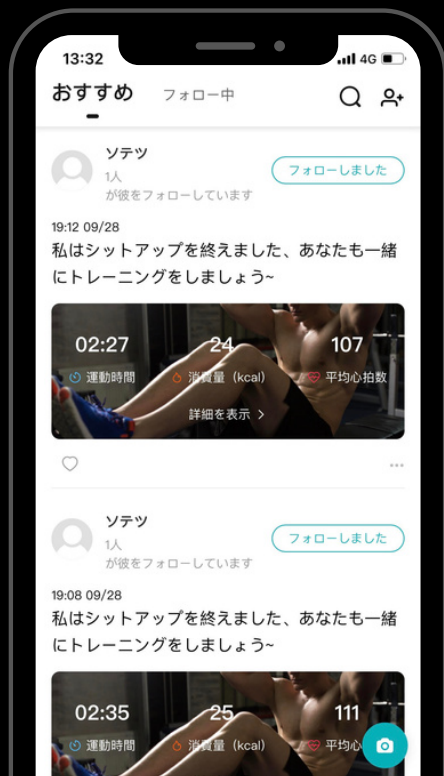 13:32 4G
おすすめ フォロー中
ソテツ
1人
が彼をフォローしています
フォローしました
19:12 09/28
私はシットアップを終えました、あなたも一緒
にトレーニングをしましょう~
02:27 24 107
運動時間 消費量（kcal） 平均心拍数
詳細を表示 >
ソテツ
1人
が彼をフォローしています
フォローしました
19:08 09/28
私はシットアップを終えました、あなたも一緒
にトレーニングをしましょう~
02:35 25 111
運動時間 消費量（kcal） 平均心